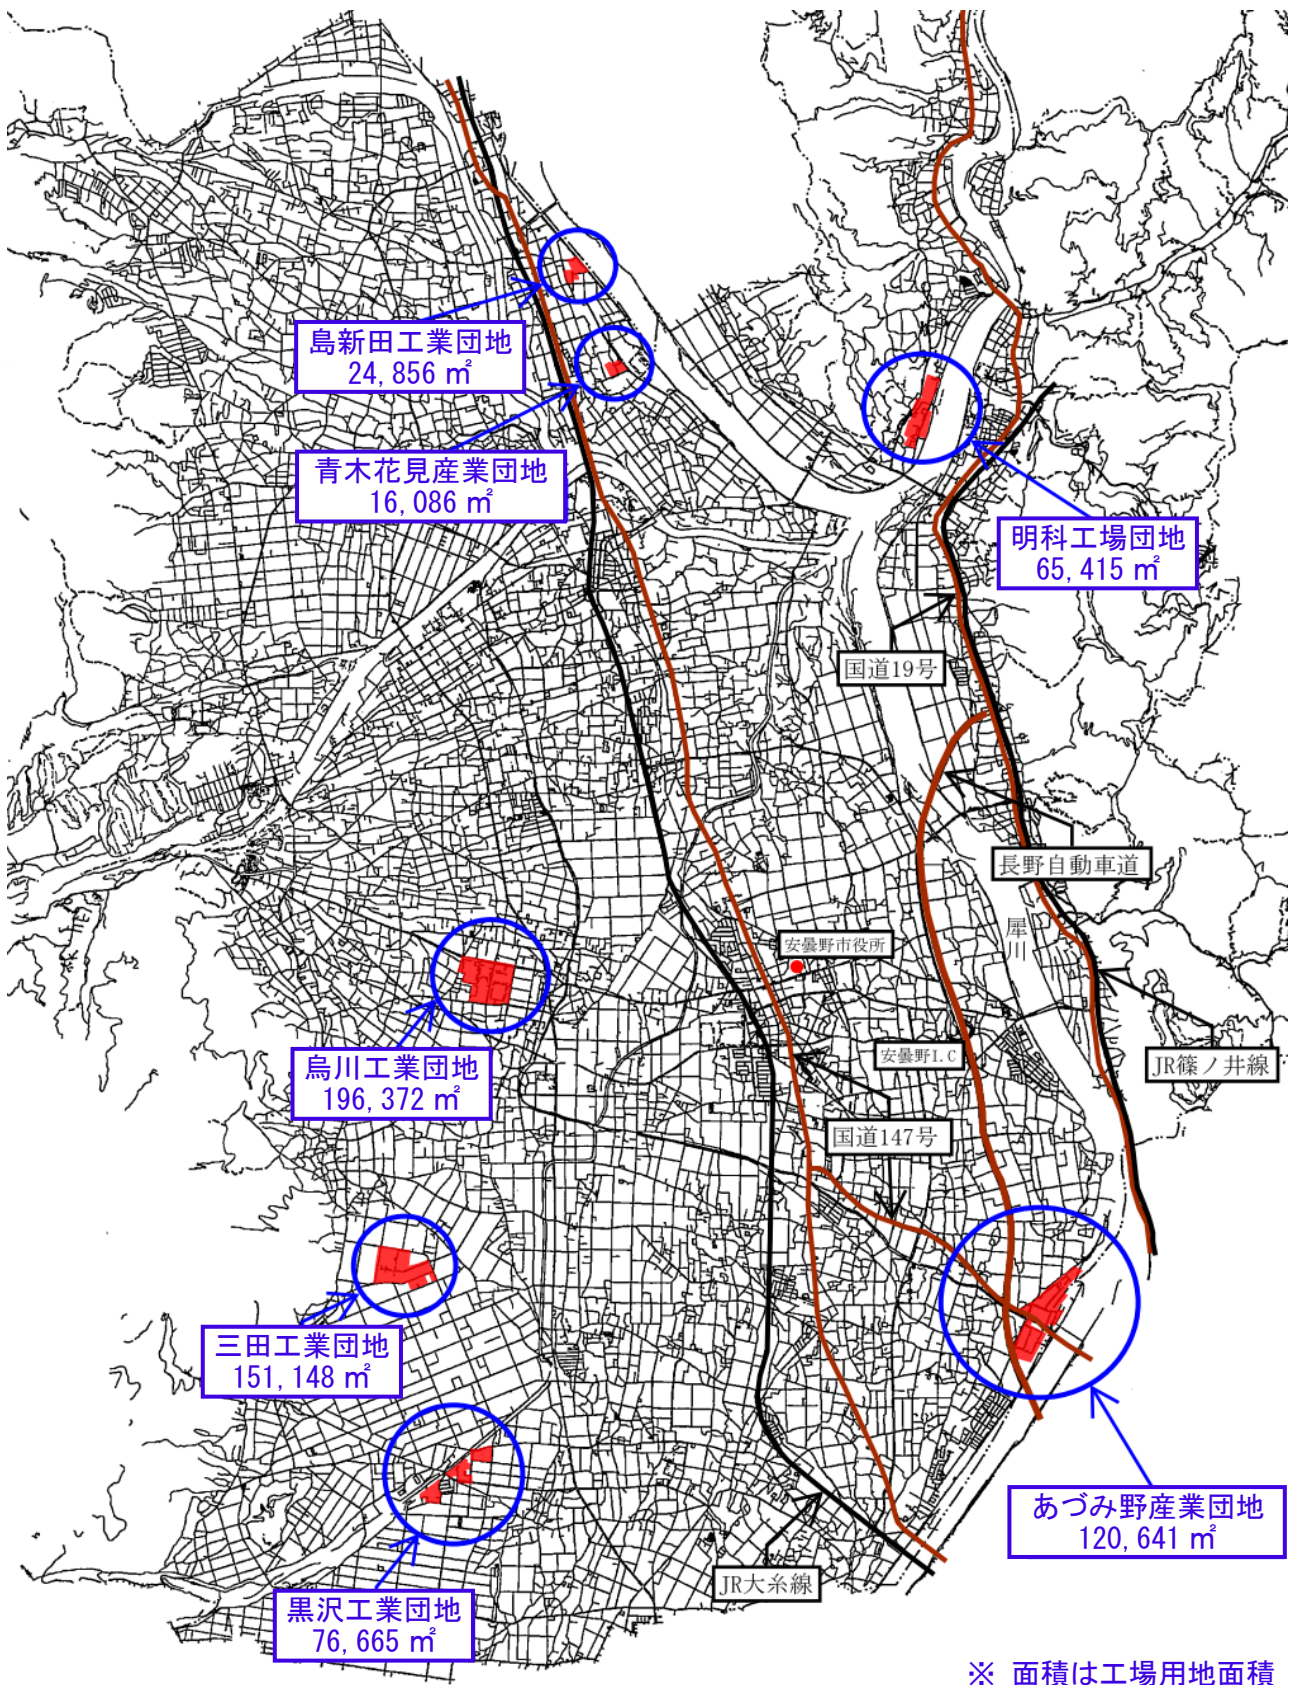 島新田工業団地
24,856 ㎡
青木花見産業団地
16,086 ㎡
明科工場団地
65,415 ㎡
国道19号
長野自動車道
犀川
安曇野市役所
烏川工業団地
196,372 ㎡
安曇野I.C
JR篠ノ井線
国道147号
三田工業団地
151,148 ㎡
あづみ野産業団地
120,641 ㎡
JR大糸線
黒沢工業団地
76,665 ㎡
※ 面積は工場用地面積